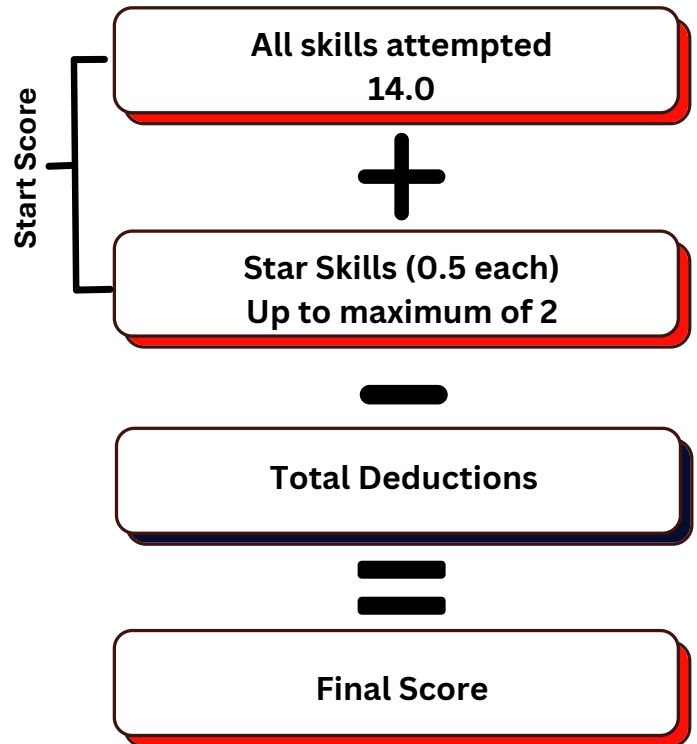 Start Score
All skills attempted
14.0
+
Star Skills (0.5 each)
Up to maximum of 2
-
Total Deductions
=
Final Score